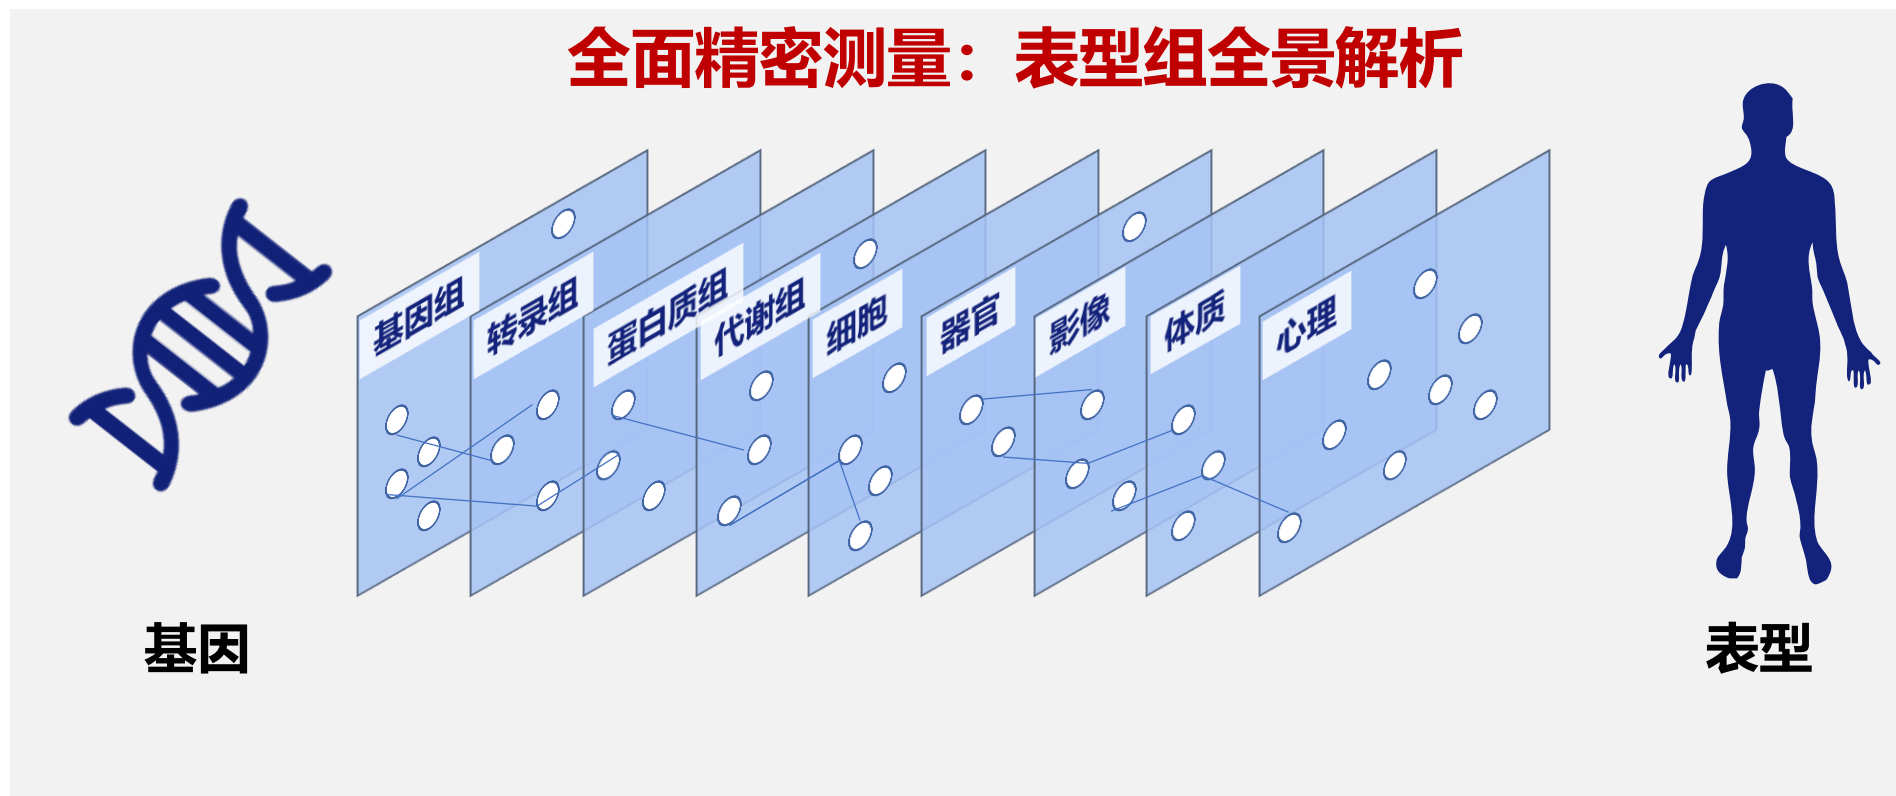 全面精密测量：表型组全景解析
基因组
转录组
蛋白质组
代谢组
细胞
器官
影像
体质
心理
基因
表型